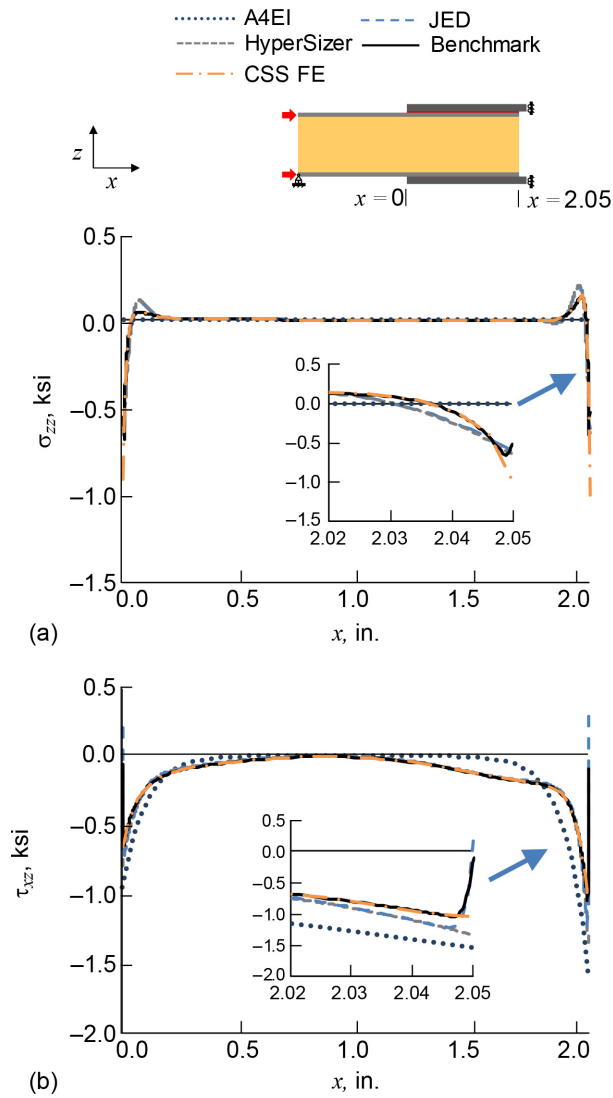 A4EI JED
HyperSizer Benchmark
CSS FE
z
x
x = 0 x = 2.05
0.5
0.0
–0.5
–1.0
–1.5
σzz, ksi
0.5
0.0
–0.5
–1.0
–1.5
2.02 2.03 2.04 2.05
0.0 0.5 1.0 1.5 2.0
(a) x, in.
0.5
0.0
–0.5
–1.0
–1.5
–2.0
τxz, ksi
0.5
0.0
–0.5
–1.0
–1.5
–2.0
2.02 2.03 2.04 2.05
0.0 0.5 1.0 1.5 2.0
(b) x, in.